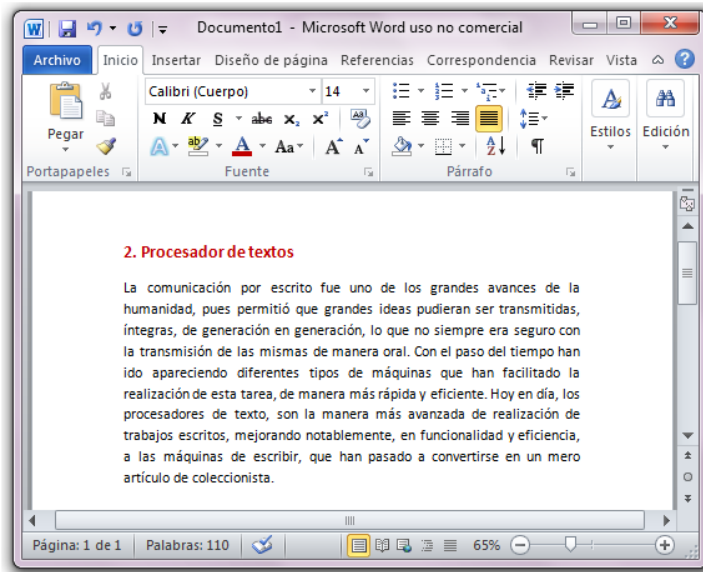 Documento1 - Microsoft Word uso no comercial
Archivo Inicio Insertar Diseño de página Referencias Correspondencia Revisar Vista
Calibri (Cuerpo) 14
Pegar
N K S abc x₂ x²
Aa A A
Estilos Edición
Portapapeles Fuente Párrafo
2. Procesador de textos
La comunicación por escrito fue uno de los grandes avances de la
humanidad, pues permitió que grandes ideas pudieran ser transmitidas,
íntegras, de generación en generación, lo que no siempre era seguro con
la transmisión de las mismas de manera oral. Con el paso del tiempo han
ido apareciendo diferentes tipos de máquinas que han facilitado la
realización de esta tarea, de manera más rápida y eficiente. Hoy en día, los
procesadores de texto, son la manera más avanzada de realización de
trabajos escritos, mejorando notablemente, en funcionalidad y eficiencia,
a las máquinas de escribir, que han pasado a convertirse en un mero
artículo de coleccionista.
Página: 1 de 1 Palabras: 110 65%